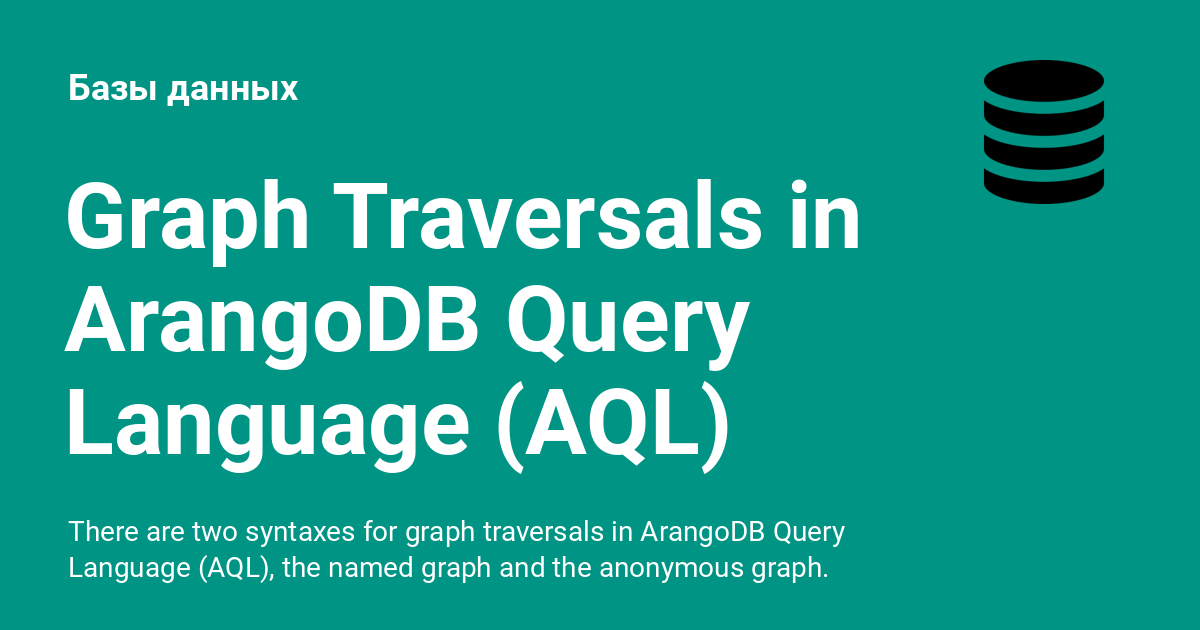 Базы данных
Graph Traversals in
ArangoDB Query
Language (AQL)
There are two syntaxes for graph traversals in ArangoDB Query
Language (AQL), the named graph and the anonymous graph.